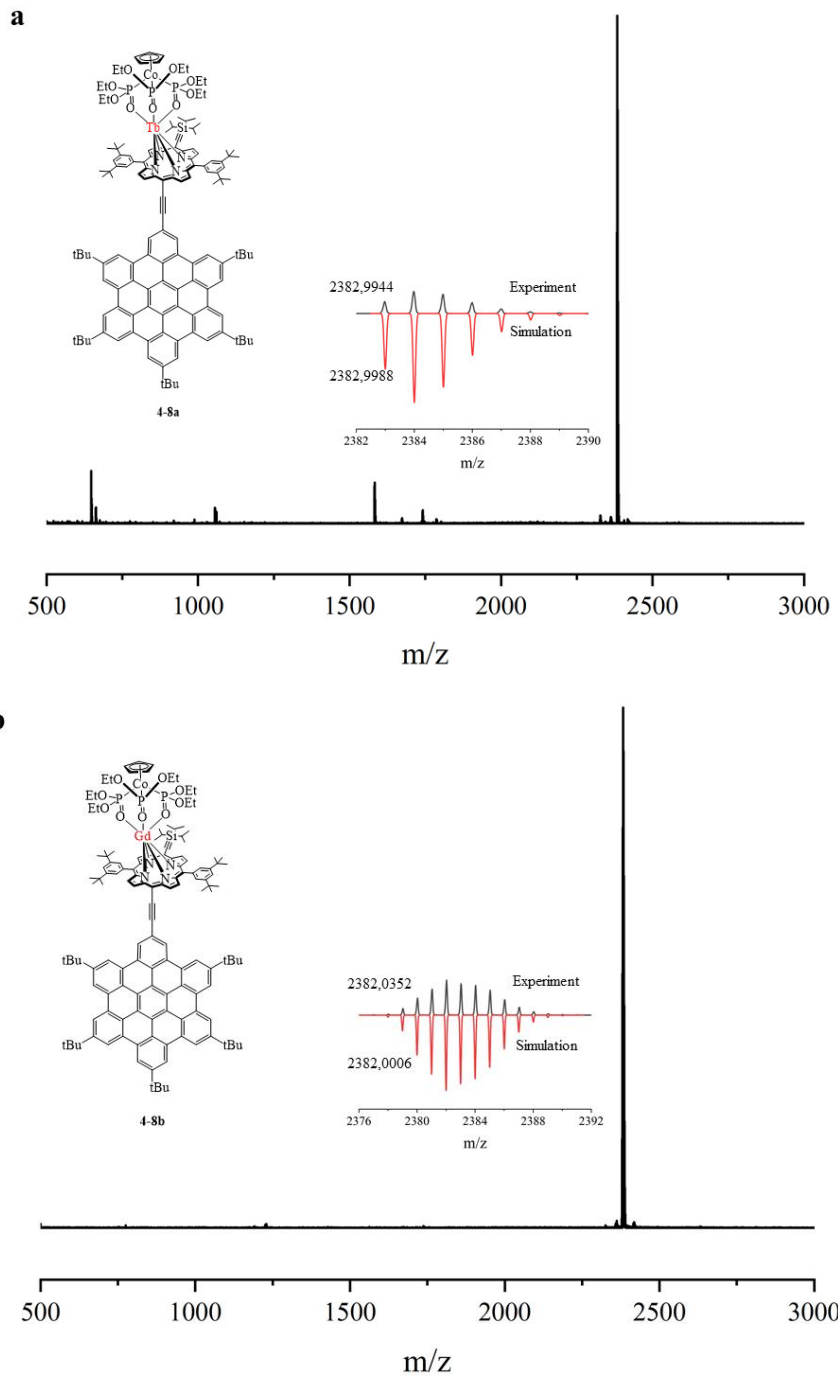 a
Co
EtO OEt
EtO P P P OEt
EtO O O O OEt
Tb Si
N N N N
tBu tBu
tBu tBu
tBu
4-8a
2382,9944 Experiment
Simulation
2382,9988
2382 2384 2386 2388 2390
m/z
500 1000 1500 2000 2500 3000
m/z
Co
EtO OEt
EtO P P P OEt
EtO O O O OEt
Gd Si
N N N N
tBu tBu
tBu tBu
tBu
4-8b
2382,0352 Experiment
Simulation
2382,0006
2376 2380 2384 2388 2392
m/z
500 1000 1500 2000 2500 3000
m/z